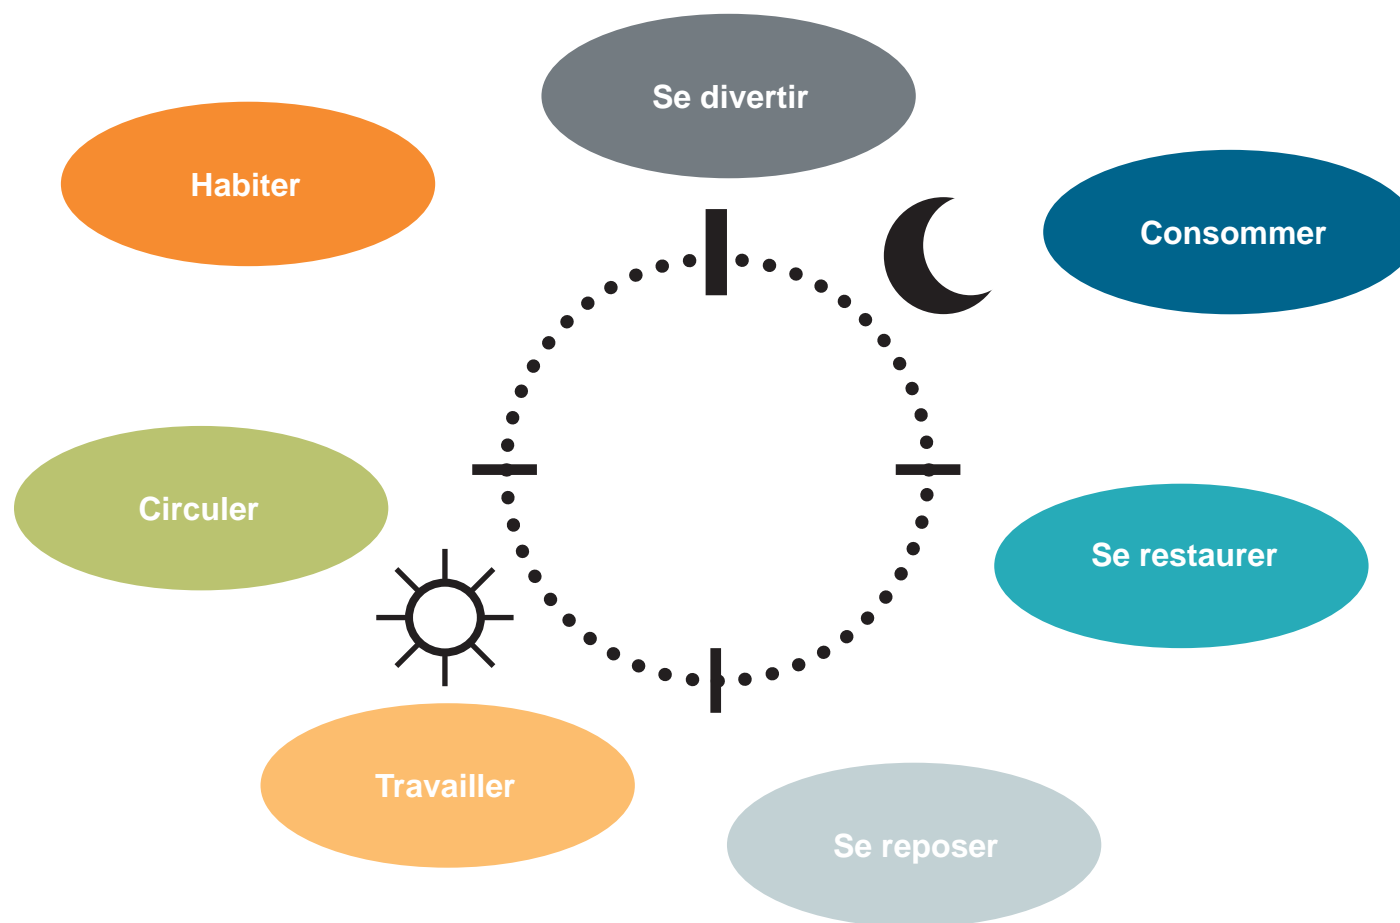 Se divertir
Habiter
Consommer
Circuler
Se restaurer
Travailler
Se reposer